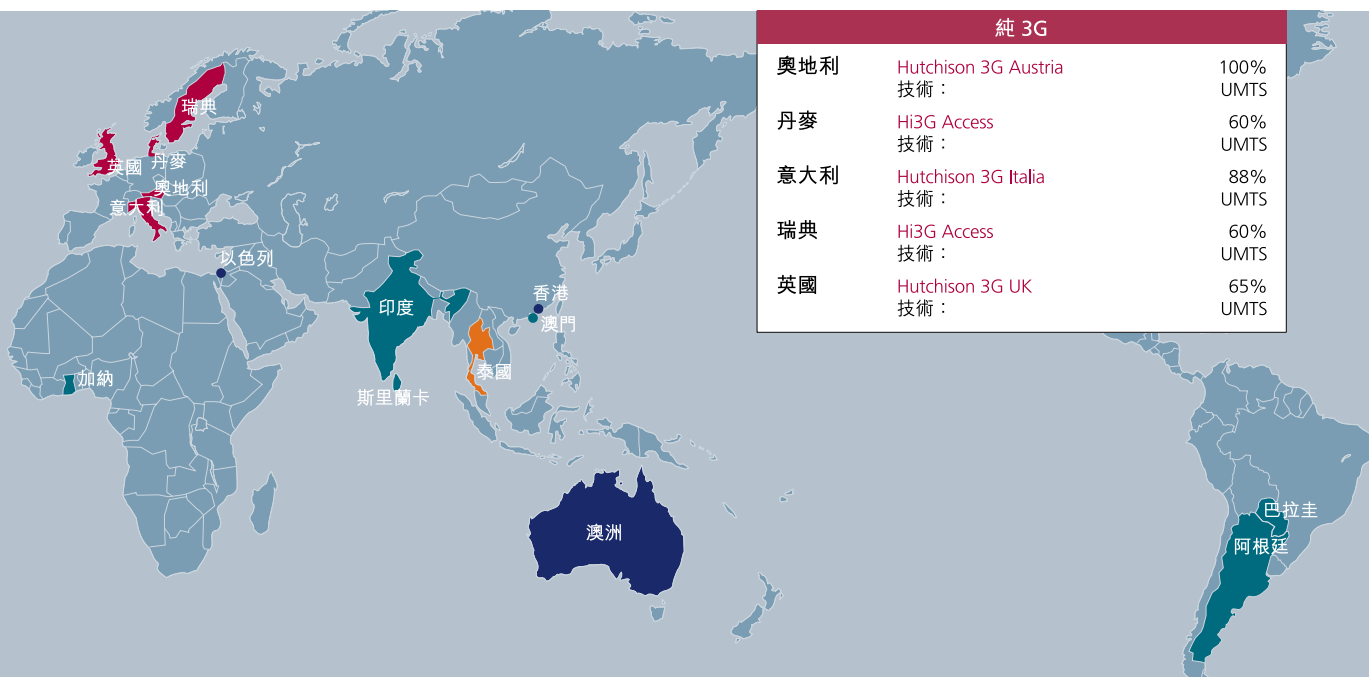 純 3G
奧地利 Hutchison 3G Austria 100%
技術： UMTS
丹麥 Hi3G Access 60%
技術： UMTS
意大利 Hutchison 3G Italia 88%
技術： UMTS
瑞典 Hi3G Access 60%
技術： UMTS
英國 Hutchison 3G UK 65%
技術： UMTS
瑞典
英國
丹麥
奧地利
意大利
以色列
香港
印度
澳門
加納
泰國
斯里蘭卡
巴拉圭
澳洲
阿根廷